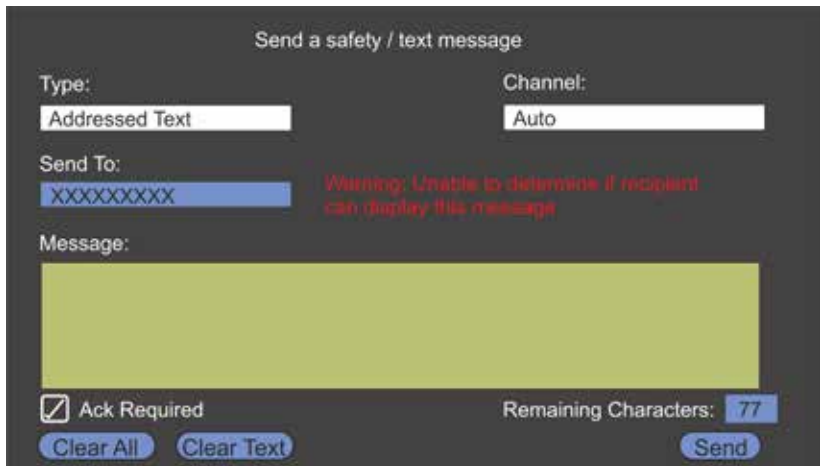 Send a safety / text message
Type:
Channel:
Addressed Text
Auto
Send To:
XXXXXXXXX
Warning: Unable to determine if recipient
can display this message
Message:
Ack Required
Remaining Characters: 77
Clear All
Clear Text
Send